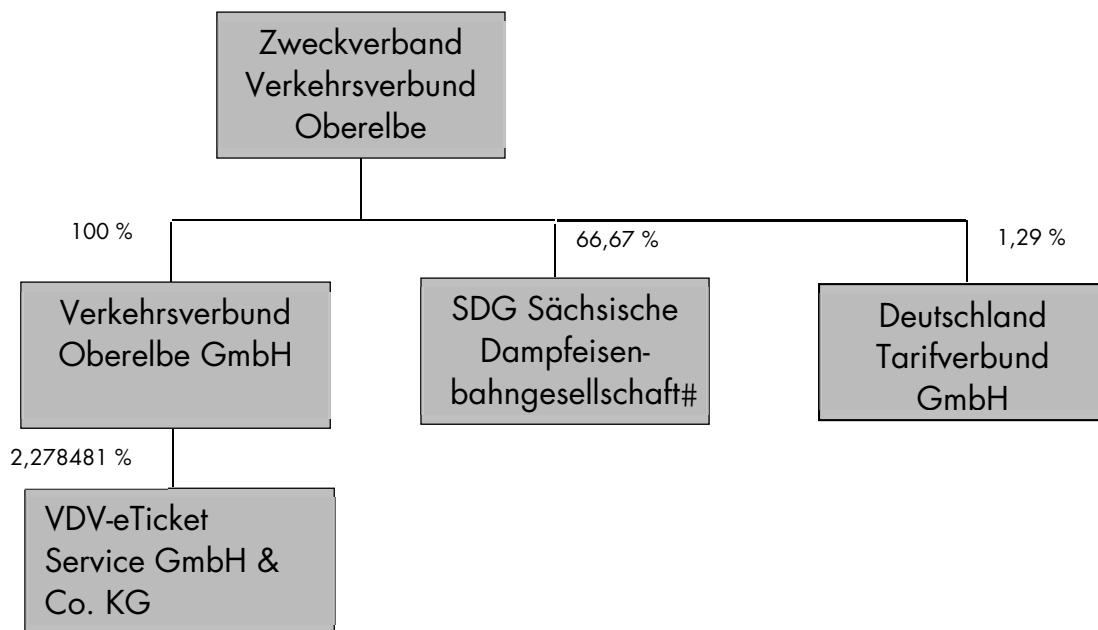 Zweckverband
Verkehrsverbund
Oberelbe
100 %
66,67 %
1,29 %
Verkehrsverbund
Oberelbe GmbH
SDG Sächsische
Dampfeisen-
bahngesellschaft#
Deutschland
Tarifverbund
GmbH
2,278481 %
VDV-eTicket
Service GmbH &
Co. KG